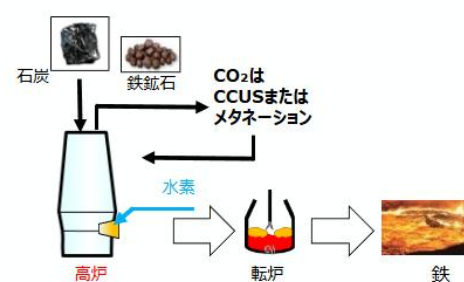 石炭
鉄鉱石
CO₂は
CCUSまたは
メタネーション
水素
高炉
転炉
鉄